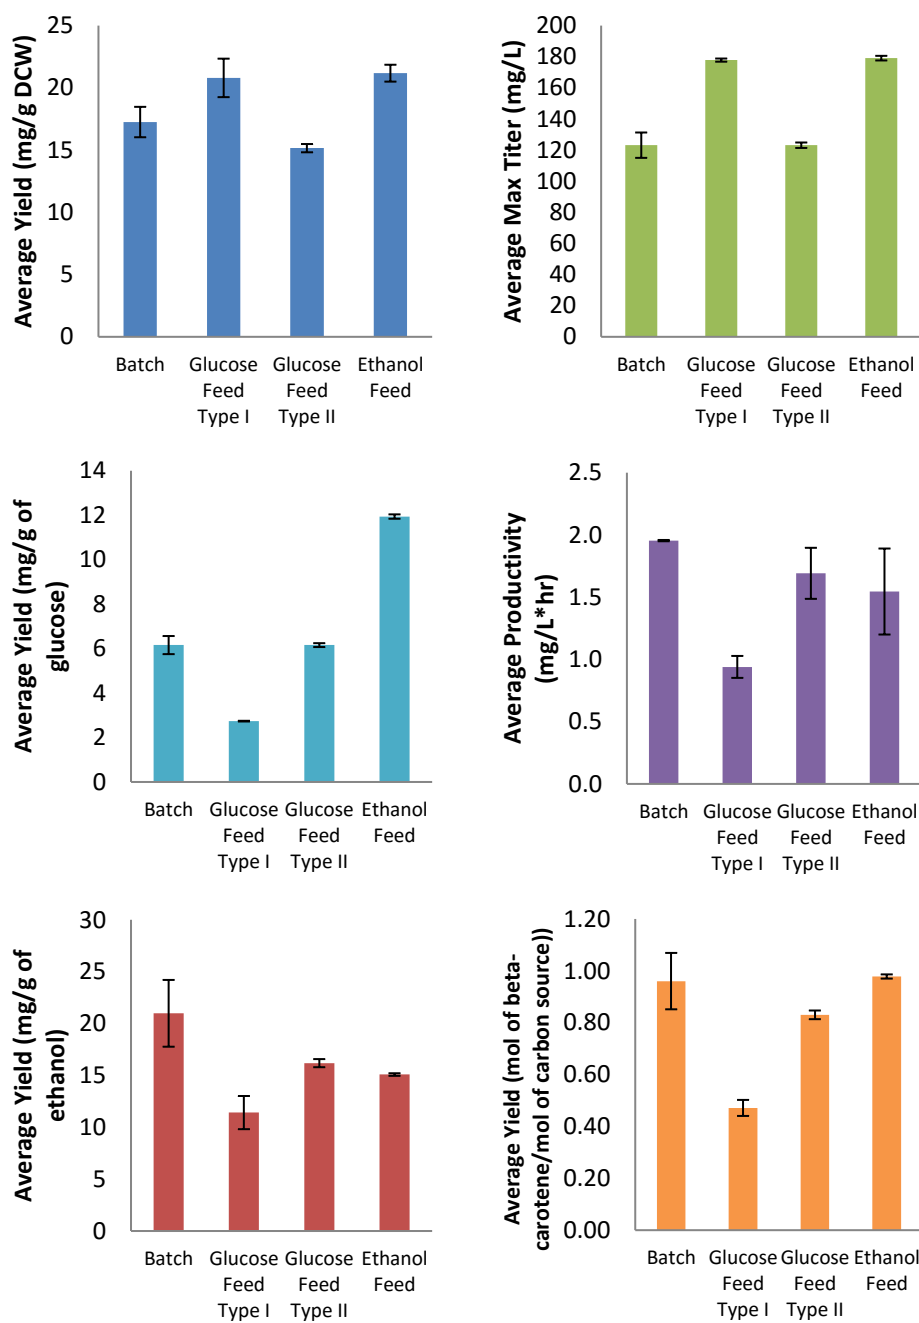 Average Yield (mg/g DCW)
25
20
15
10
5
0
Batch
Glucose
Feed
Type I
Glucose
Feed
Type II
Ethanol
Feed
Average Max Titer (mg/L)
200
180
160
140
120
100
80
60
40
20
0
Batch
Glucose
Feed
Type I
Glucose
Feed
Type II
Ethanol
Feed
Average Yield (mg/g of
glucose)
14
12
10
8
6
4
2
0
Batch
Glucose
Feed
Type I
Glucose
Feed
Type II
Ethanol
Feed
Average Productivity
(mg/L*hr)
2.5
2.0
1.5
1.0
0.5
0.0
Batch
Glucose
Feed
Type I
Glucose
Feed
Type II
Ethanol
Feed
Average Yield (mg/g of
ethanol)
30
25
20
15
10
5
0
Batch
Glucose
Feed
Type I
Glucose
Feed
Type II
Ethanol
Feed
Average Yield (mol of beta-
carotene/mol of carbon source))
1.20
1.00
0.80
0.60
0.40
0.20
0.00
Batch
Glucose
Feed
Type I
Glucose
Feed
Type II
Ethanol
Feed